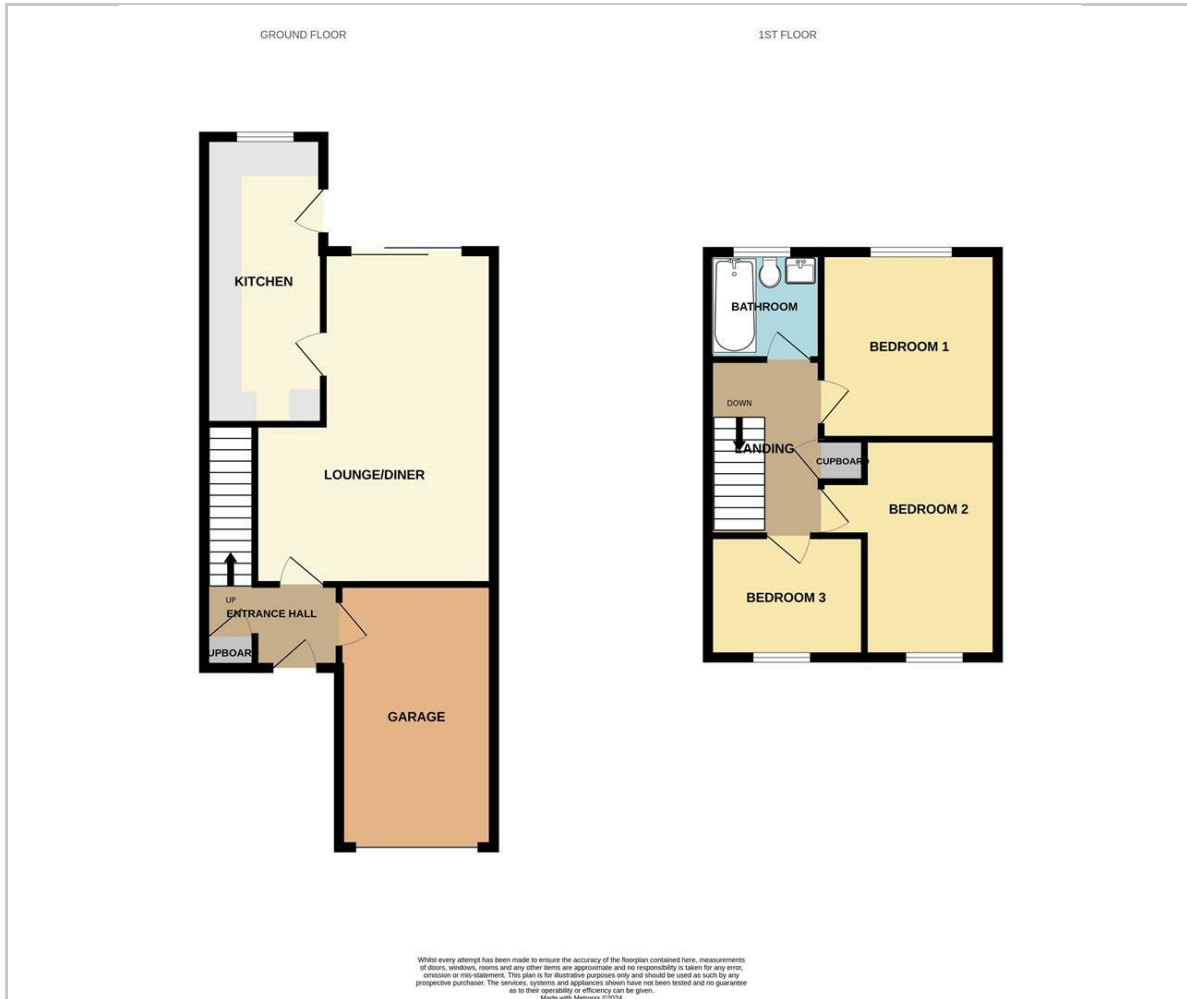 GROUND FLOOR
1ST FLOOR
KITCHEN
LOUNGE/DINER
UP
ENTRANCE HALL
UPBOAR
GARAGE
BATHROOM
BEDROOM 1
DOWN
LANDING
CUPBOARD
BEDROOM 2
BEDROOM 3
Whilst every attempt has been made to ensure the accuracy of the floorplan contained here, measurements
of doors, windows, rooms and any other items are approximate and no responsibility is taken for any error,
omission or mis-statement. This plan is for illustrative purposes only and should be used as such by any
prospective purchaser. The services, systems and appliances shown have not been tested and no guarantee
as to their operability or efficiency can be given.
Made with Metropix ©2024